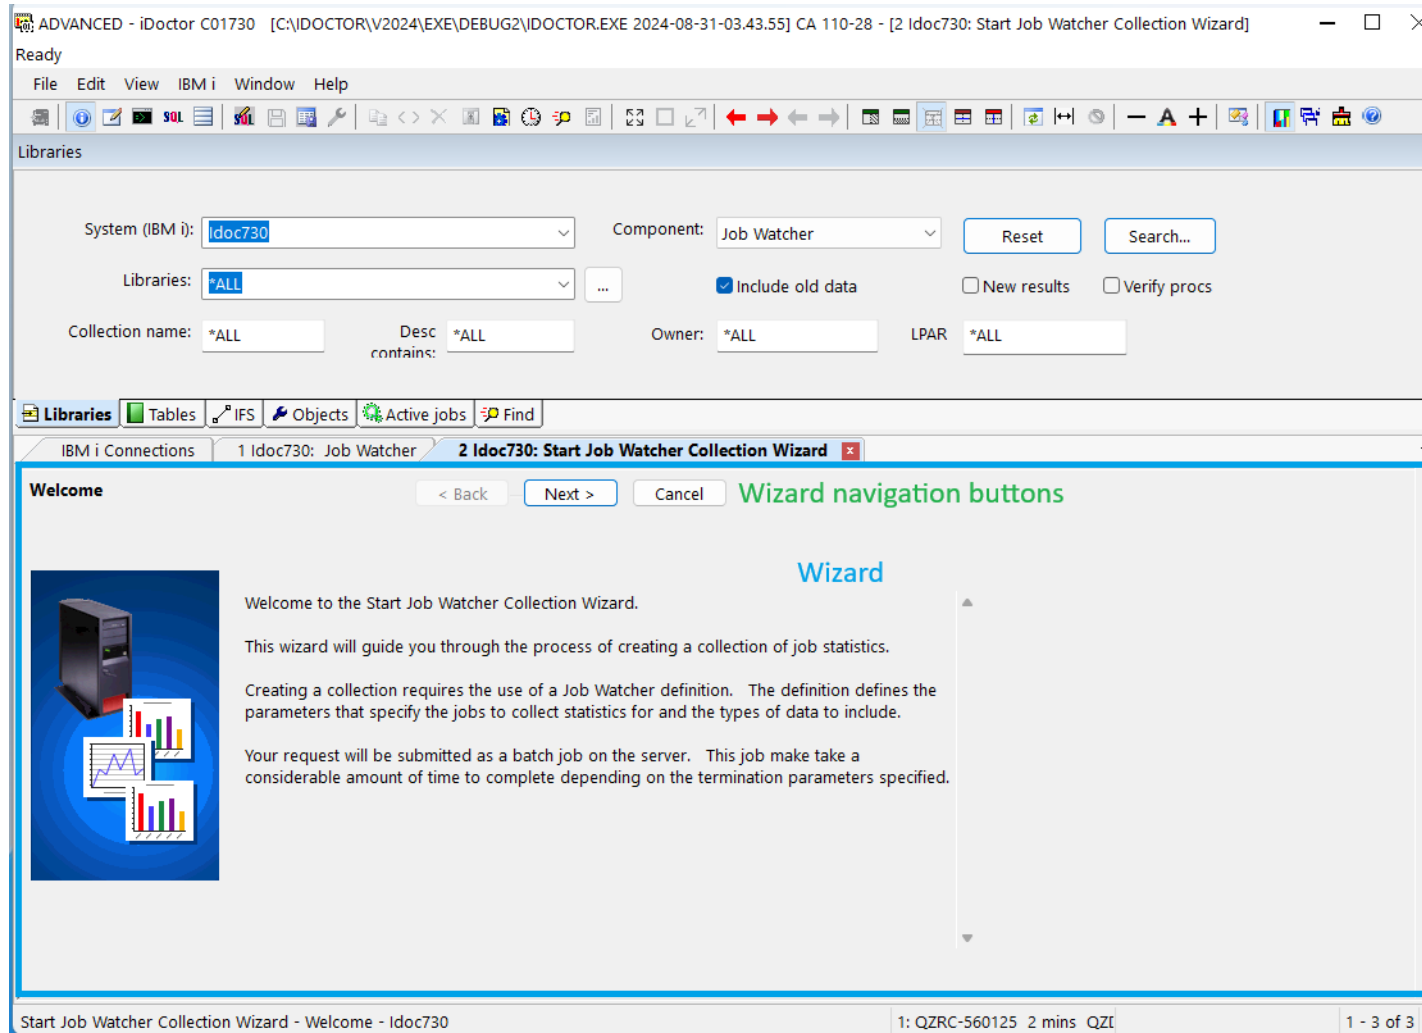 ADVANCED - iDoctor C01730 [C:\IDOCTOR\V2024\EXE\DEBUG2\IDOCTOR.EXE 2024-08-31-03.43.55] CA 110-28 - [2 Idoc730: Start Job Watcher Collection Wizard]
Ready
File Edit View IBM i Window Help
SQL A
Libraries
System (IBM i): Idoc730 Component: Job Watcher Reset Search...
Libraries: *ALL ... Include old data New results Verify procs
Collection name: *ALL Desc contains: *ALL Owner: *ALL LPAR *ALL
Libraries Tables IFS Objects Active jobs Find
IBM i Connections 1 Idoc730: Job Watcher 2 Idoc730: Start Job Watcher Collection Wizard x
Welcome < Back Next > Cancel Wizard navigation buttons
Wizard
Welcome to the Start Job Watcher Collection Wizard.
This wizard will guide you through the process of creating a collection of job statistics.
Creating a collection requires the use of a Job Watcher definition. The definition defines the
parameters that specify the jobs to collect statistics for and the types of data to include.
Your request will be submitted as a batch job on the server. This job make take a
considerable amount of time to complete depending on the termination parameters specified.
Start Job Watcher Collection Wizard - Welcome - Idoc730 1: QZRC-560125 2 mins 1 - 3 of 3